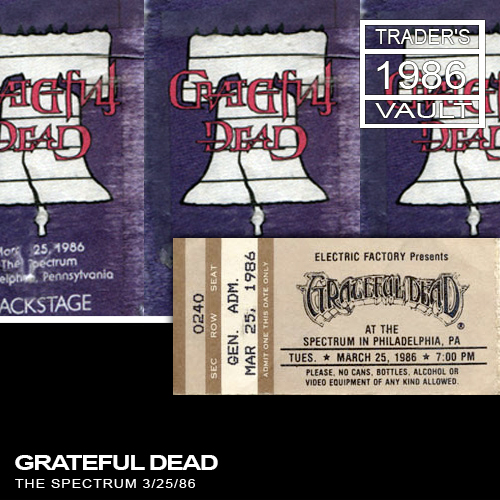 TRADER'S
1986
VAULT
GRATEFUL
DEAD
GRATEFUL
DEAD
GRATEFUL
DEAD
25, 1986
The Spectrum
Pennsylvania
BACKSTAGE
SEC ROW SEAT
0240
GEN. ADM.
MAR 25, 1986
ADMIT ONE THIS DATE ONLY
ELECTRIC FACTORY Presents
GRATEFUL DEAD ®
AT THE
SPECTRUM IN PHILADELPHIA, PA
TUES. ★ MARCH 25, 1986 ★ 7:00 PM
PLEASE, NO CANS, BOTTLES, ALCOHOL OR
VIDEO EQUIPMENT OF ANY KIND ALLOWED.
GRATEFUL DEAD
THE SPECTRUM 3/25/86